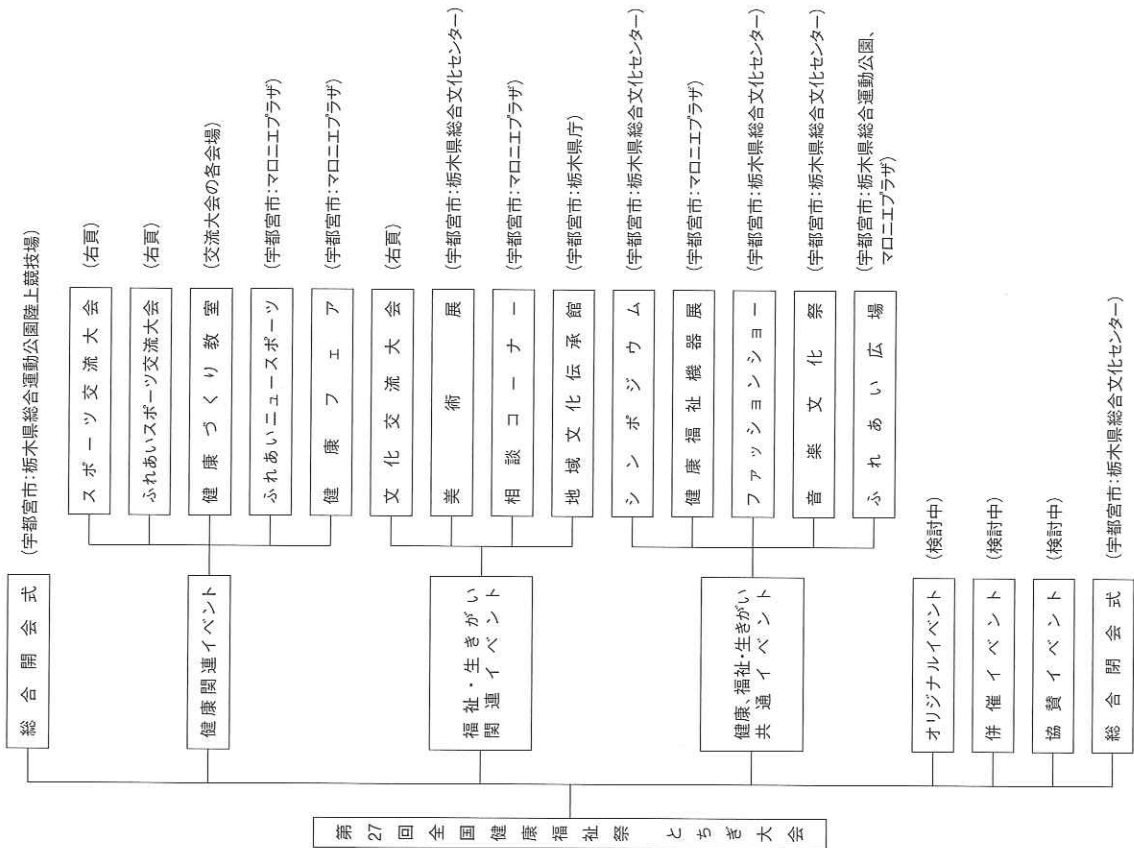 第27回全国健康福祉祭 とちぎ大会
総合開会式
(宇都宮市:栃木県総合運動公園陸上競技場)
健康関連イベント
スポーツ交流大会
(右頁)
ふれあいスポーツ交流大会
(右頁)
健康づくり教室
(交流大会の各会場)
ふれあいニュースポーツ
(宇都宮市:マロニエプラザ)
健康フェア
(宇都宮市:マロニエプラザ)
福祉・生きがい
関連イベント
文化交流大会
(右頁)
美術展
(宇都宮市:栃木県総合文化センター)
相談コーナー
(宇都宮市:マロニエプラザ)
地域文化伝承館
(宇都宮市:栃木県庁)
健康、福祉・生きがい
共通イベント
シンポジウム
(宇都宮市:栃木県総合文化センター)
健康福祉機器展
(宇都宮市:マロニエプラザ)
ファッションショー
(宇都宮市:栃木県総合文化センター)
音楽文化祭
(宇都宮市:栃木県総合文化センター)
ふれあい広場
(宇都宮市:栃木県総合運動公園、
マロニエプラザ)
オリジナルイベント
(検討中)
併催イベント
(検討中)
協賛イベント
(検討中)
総合閉会式
(宇都宮市:栃木県総合文化センター)